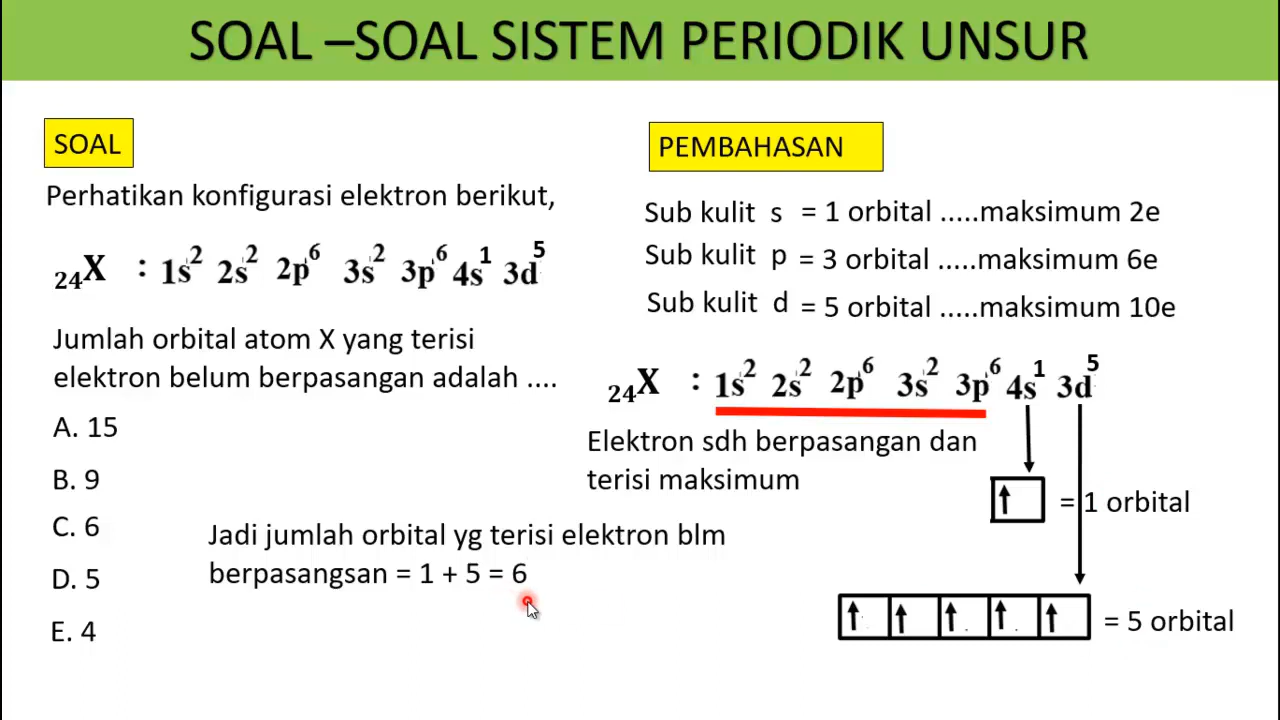 SOAL –SOAL SISTEM PERIODIK UNSUR
SOAL
Perhatikan konfigurasi elektron berikut,
₂₄X : 1s² 2s² 2p⁶ 3s² 3p⁶ 4s¹ 3d⁵
Jumlah orbital atom X yang terisi
elektron belum berpasangan adalah ....
A. 15
B. 9
C. 6
D. 5
E. 4
PEMBAHASAN
Sub kulit s = 1 orbital .....maksimum 2e
Sub kulit p = 3 orbital .....maksimum 6e
Sub kulit d = 5 orbital .....maksimum 10e
₂₄X : 1s² 2s² 2p⁶ 3s² 3p⁶ 4s¹ 3d⁵
Elektron sdh berpasangan dan
terisi maksimum
= 1 orbital
= 5 orbital
Jadi jumlah orbital yg terisi elektron blm
berpasangsan = 1 + 5 = 6